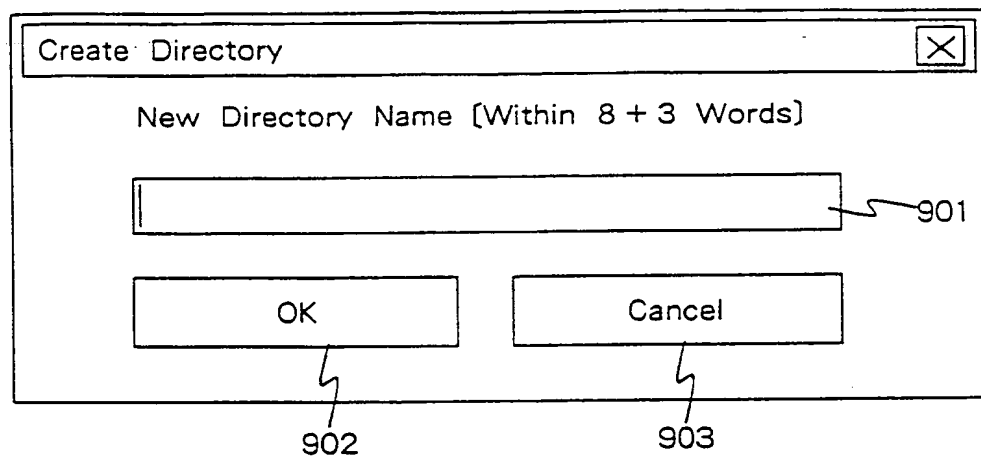 Create Directory
New Directory Name [Within 8 + 3 Words]
901
OK
Cancel
902
903